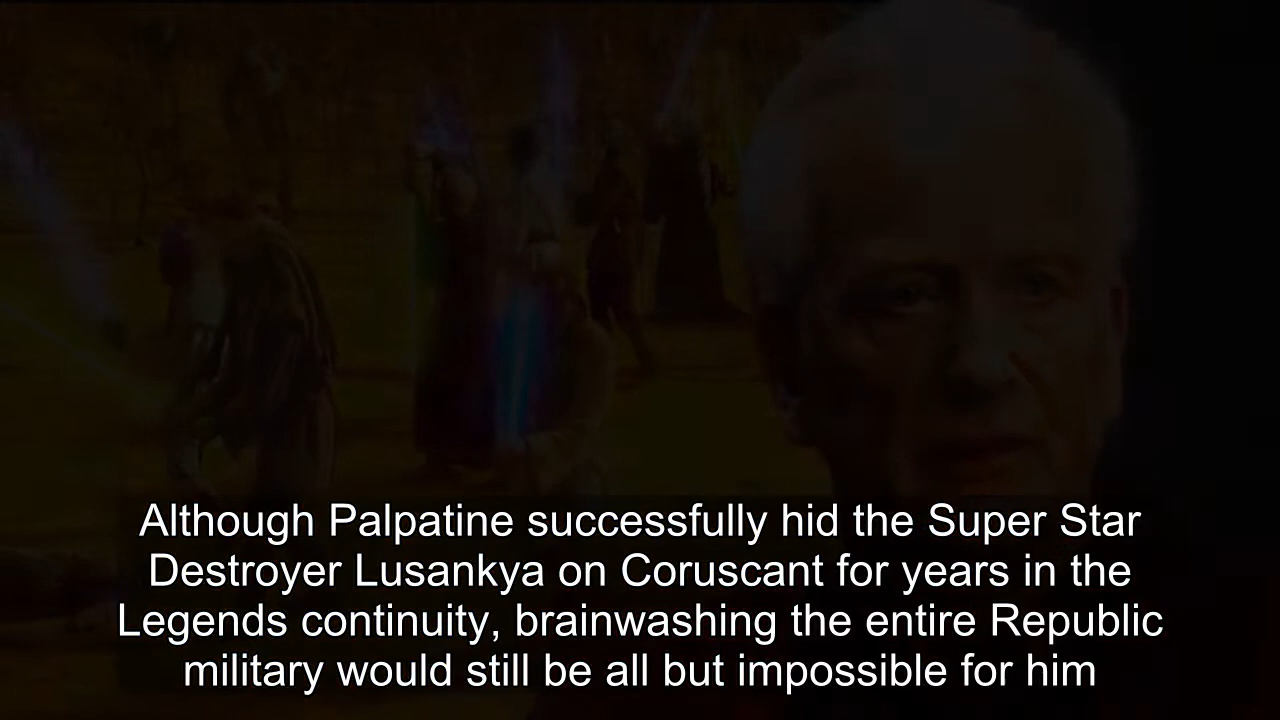 Although Palpatine successfully hid the Super Star
Destroyer Lusankya on Coruscant for years in the
Legends continuity, brainwashing the entire Republic
military would still be all but impossible for him